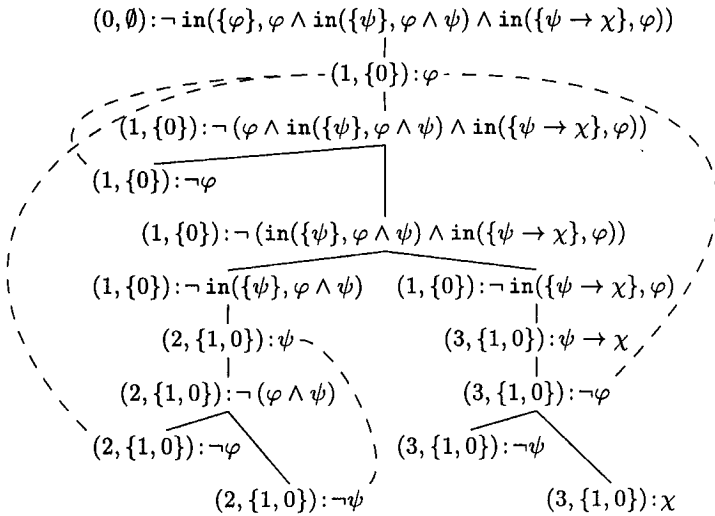 (0, ∅) : ¬ in({φ}, φ ∧ in({ψ}, φ ∧ ψ) ∧ in({ψ → χ}, φ))
(1, {0}) : φ
(1, {0}) : ¬ (φ ∧ in({ψ}, φ ∧ ψ) ∧ in({ψ → χ}, φ))
(1, {0}) : ¬φ
(1, {0}) : ¬ (in({ψ}, φ ∧ ψ) ∧ in({ψ → χ}, φ))
(1, {0}) : ¬ in({ψ}, φ ∧ ψ) (1, {0}) : ¬ in({ψ → χ}, φ)
(2, {1, 0}) : ψ (3, {1, 0}) : ψ → χ
(2, {1, 0}) : ¬ (φ ∧ ψ) (3, {1, 0}) : ¬φ
(2, {1, 0}) : ¬φ (3, {1, 0}) : ¬ψ
(2, {1, 0}) : ¬ψ (3, {1, 0}) : χ